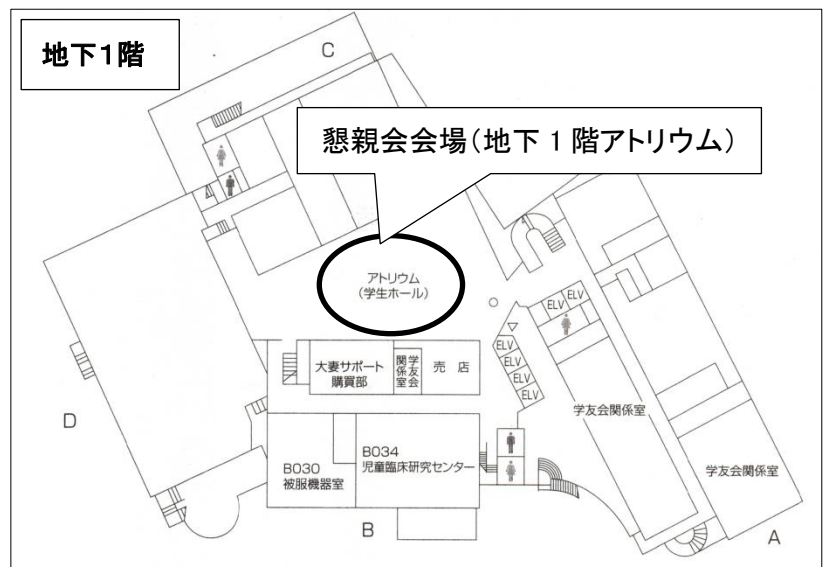 地下1階
C
懇親会会場(地下 1 階アトリウム)
アトリウム
(学生ホール)
ELV
ELV
ELV
ELV
ELV
ELV
大妻サポート
購買部
学友会
関係室
売 店
学友会関係室
D
B030
被服機器室
B034
児童臨床研究センター
学友会関係室
B
A